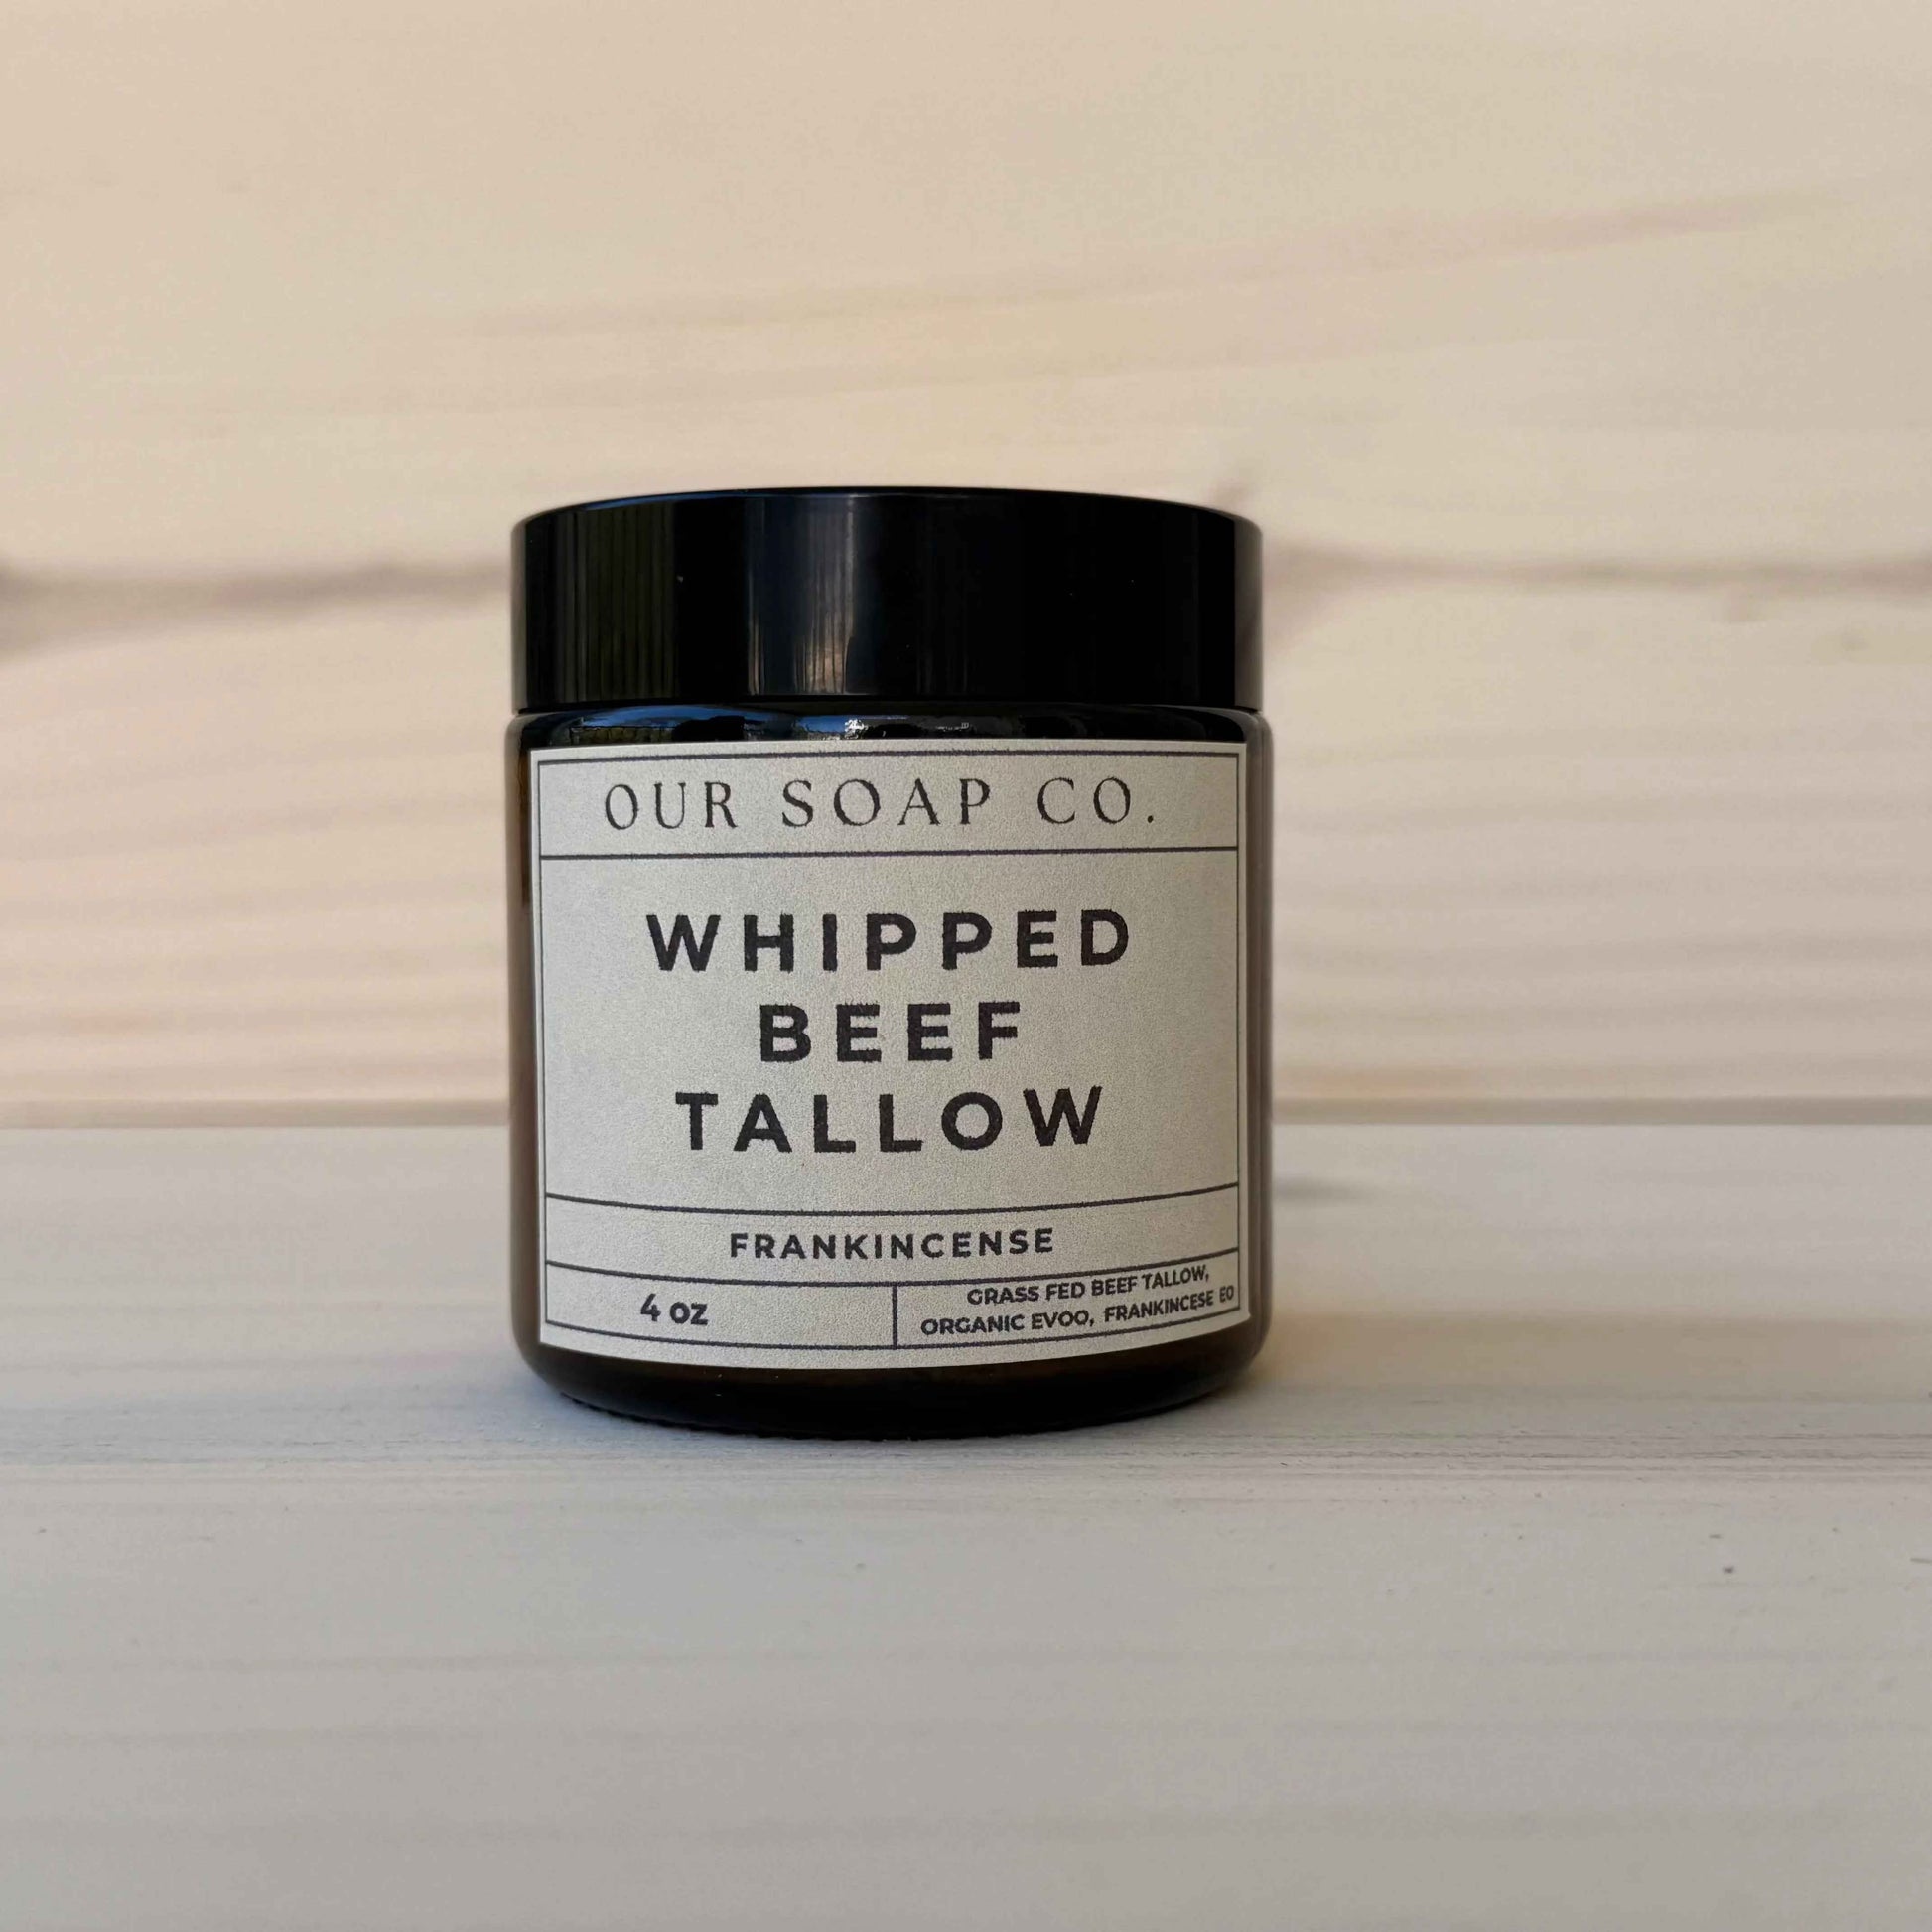 OUR SOAP CO.
WHIPPED
BEEF
TALLOW
FRANKINCENSE
4 oz
GRASS FED BEEF TALLOW,
ORGANIC EVOO, FRANKINCESE EO